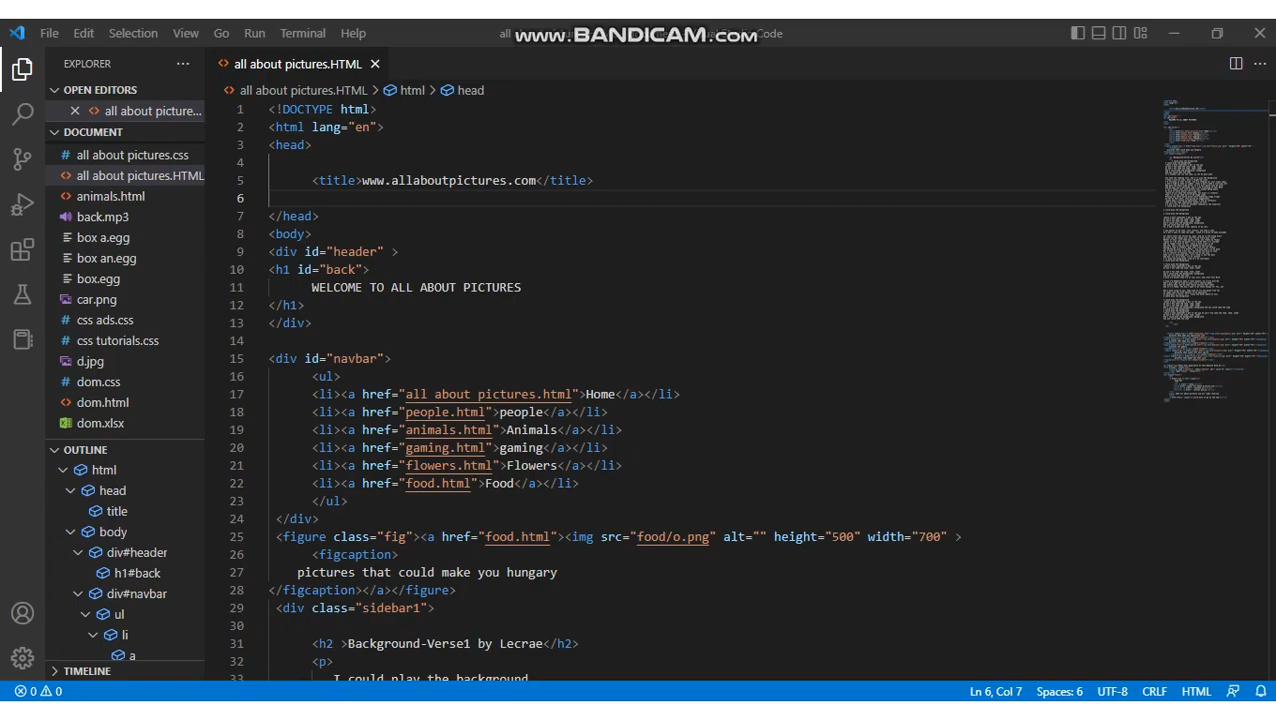 File Edit Selection View Go Run Terminal Help
all
www.BANDICAM.com
Code
EXPLORER
OPEN EDITORS
all about picture...
DOCUMENT
all about pictures.css
all about pictures.HTML
animals.html
back.mp3
box a.egg
box an.egg
box.egg
car.png
css ads.css
css tutorials.css
d.jpg
dom.css
dom.html
dom.xlsx
OUTLINE
html
head
title
body
div#header
h1#back
div#navbar
ul
li
a
TIMELINE
all about pictures.HTML
all about pictures.HTML > html > head
1 <!DOCTYPE html>
2 <html lang="en">
3 <head>
4
5 <title>www.allaboutpictures.com</title>
6
7 </head>
8 <body>
9 <div id="header" >
10 <h1 id="back">
11 WELCOME TO ALL ABOUT PICTURES
12 </h1>
13 </div>
14
15 <div id="navbar">
16 <ul>
17 <li><a href="all about pictures.html">Home</a></li>
18 <li><a href="people.html">people</a></li>
19 <li><a href="animals.html">Animals</a></li>
20 <li><a href="gaming.html">gaming</a></li>
21 <li><a href="flowers.html">Flowers</a></li>
22 <li><a href="food.html">Food</a></li>
23 </ul>
24 </div>
25 <figure class="fig"><a href="food.html"><img src="food/o.png" alt="" height="500" width="700" >
26 <figcaption>
27 pictures that could make you hungary
28 </figcaption></a></figure>
29 <div class="sidebar1">
30
31 <h2 >Background-Verse1 by Lecrae</h2>
32 <p>
33 I could play the background
0 0
Ln 6, Col 7 Spaces: 6 UTF-8 CRLF HTML